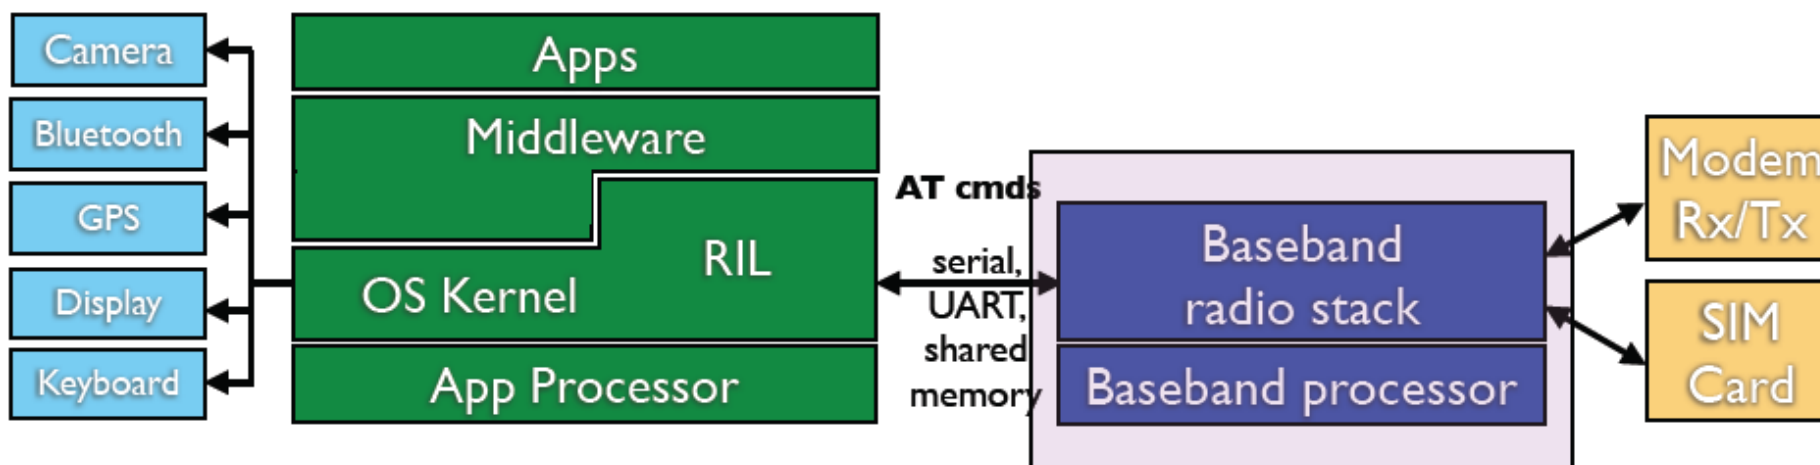 Camera
Bluetooth
GPS
Display
Keyboard
Apps
Middleware
RIL
OS Kernel
App Processor
AT cmds
serial,
UART,
shared
memory
Baseband
radio stack
Baseband processor
Modem
Rx/Tx
SIM
Card